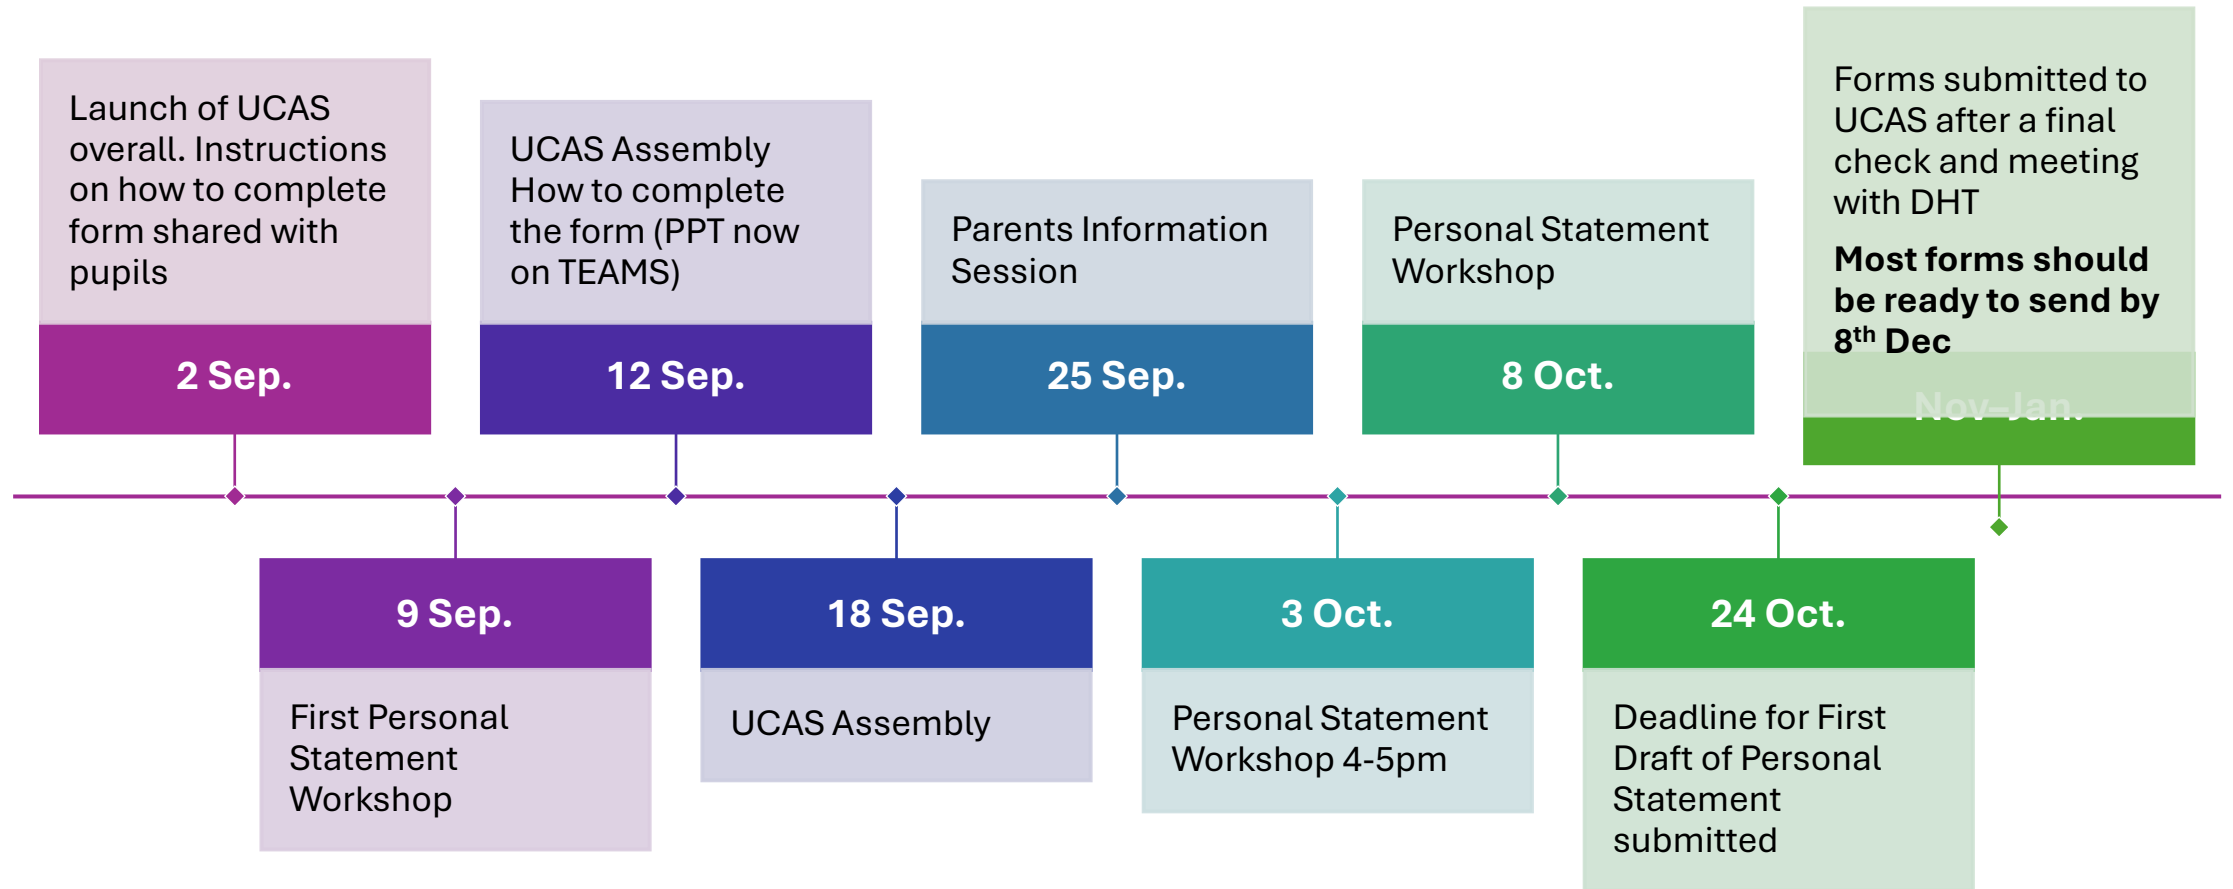 Launch of UCAS
overall. Instructions
on how to complete
form shared with
pupils
2 Sep.
First Personal
Statement
Workshop
9 Sep.
UCAS Assembly
How to complete
the form (PPT now
on TEAMS)
12 Sep.
18 Sep.
UCAS Assembly
Parents Information
Session
25 Sep.
3 Oct.
Personal Statement
Workshop 4-5pm
Personal Statement
Workshop
8 Oct.
24 Oct.
Deadline for First
Draft of Personal
Statement
submitted
Forms submitted to
UCAS after a final
check and meeting
with DHT
Most forms should
be ready to send by
8th Dec
Nov–Jan.